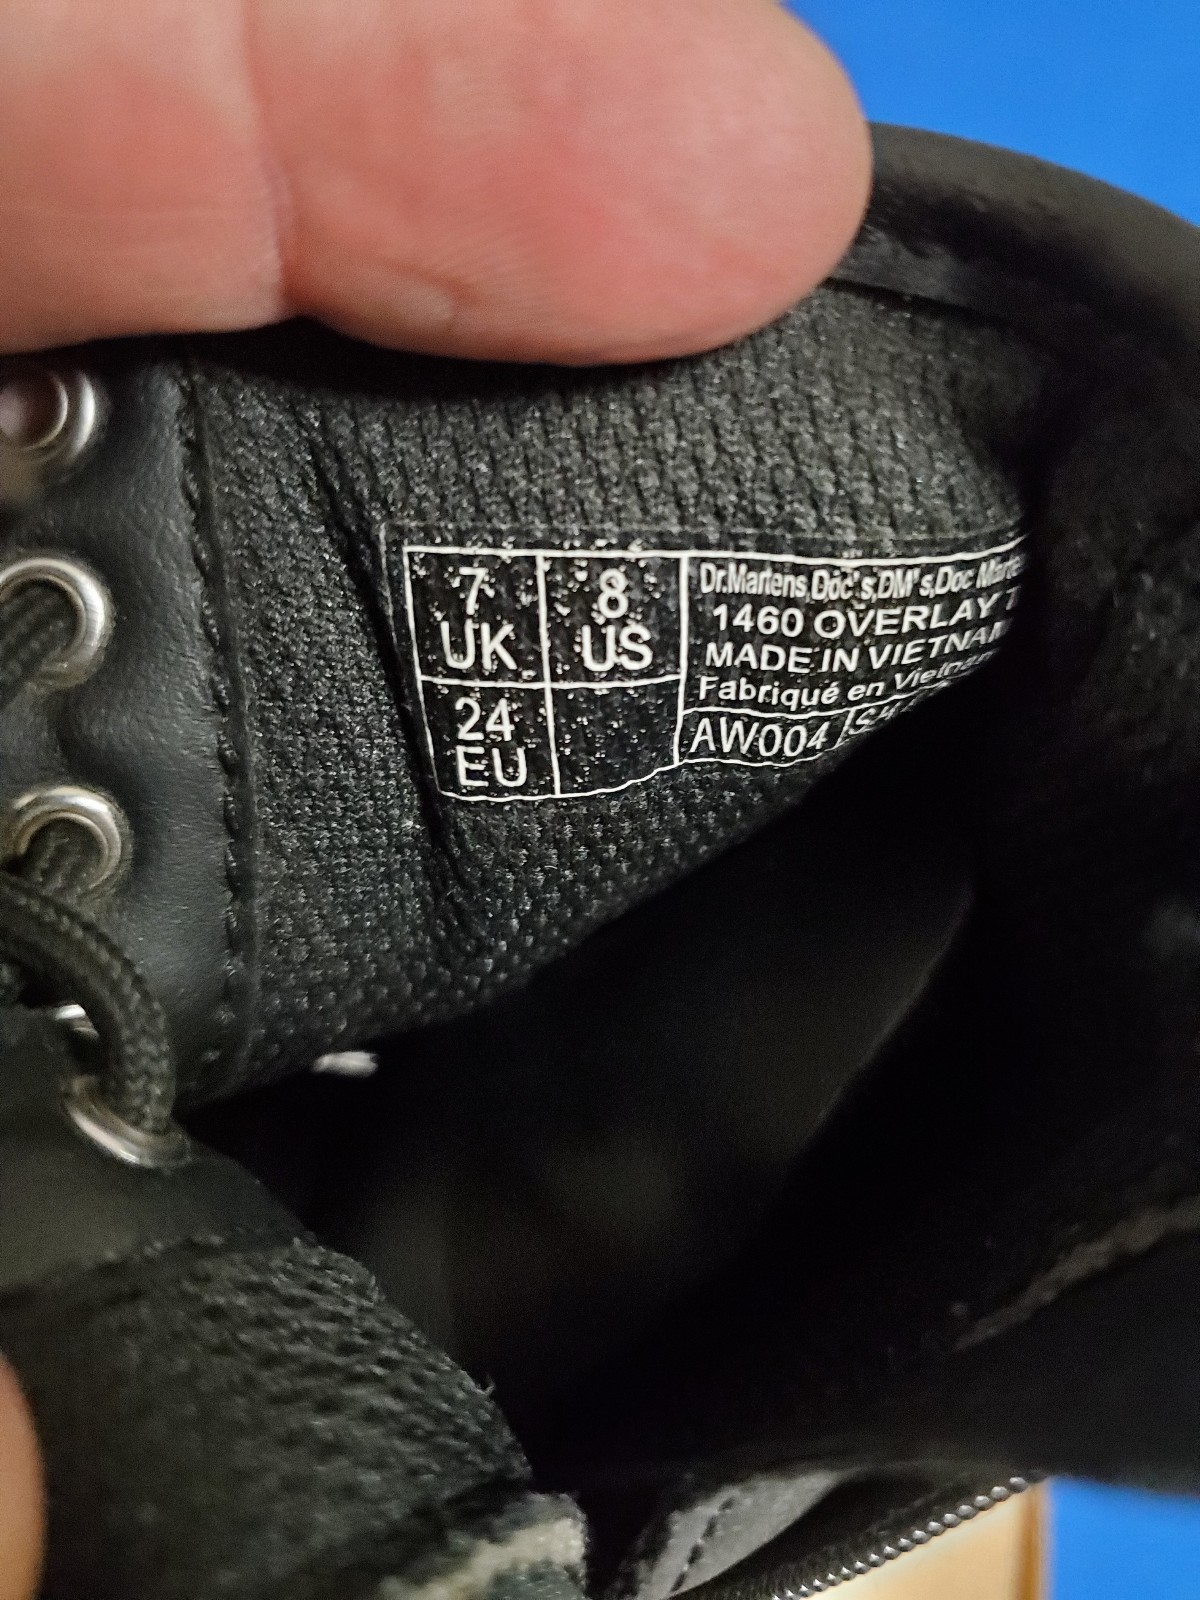 7
UK
8
US
24
EU
Dr.Martens,Doc's,DM's,Doc
1460 OVERLAY
MADE IN VIETNAM
Fabriqué en Vietnam
AW004